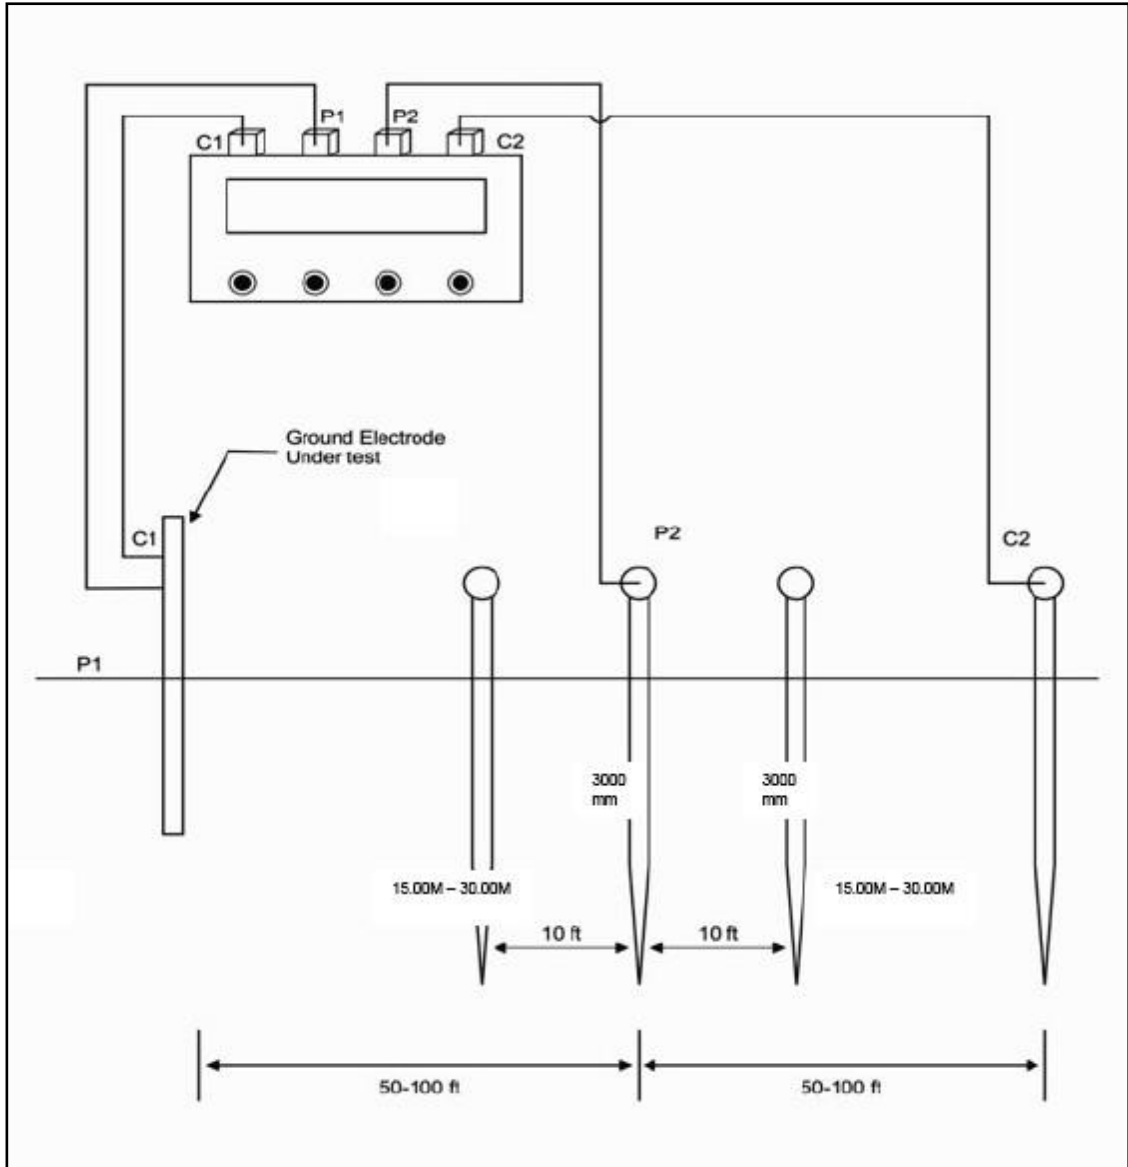 P1
P2
C1
C2
Ground Electrode
Under test
C1
P2
C2
P1
3000
mm
3000
mm
15.00M – 30.00M
15.00M – 30.00M
10 ft
10 ft
50-100 ft
50-100 ft